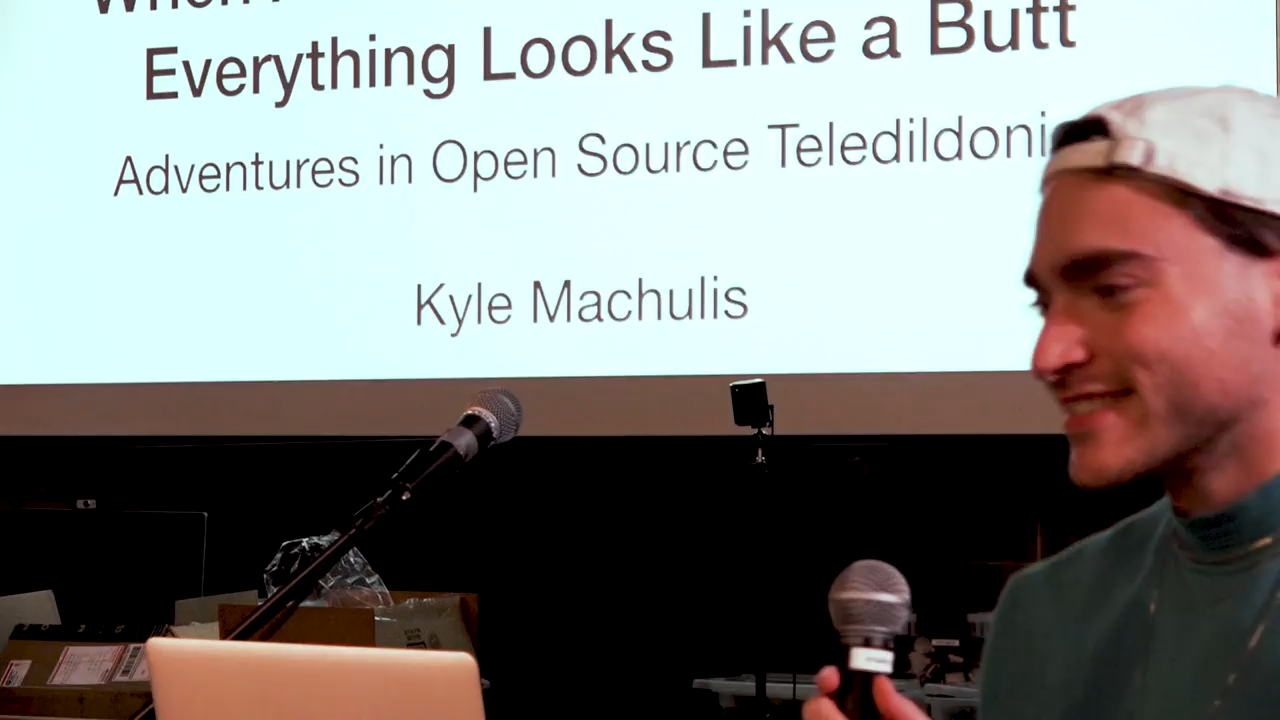 Everything Looks Like a Butt
Adventures in Open Source
Kyle Machulis